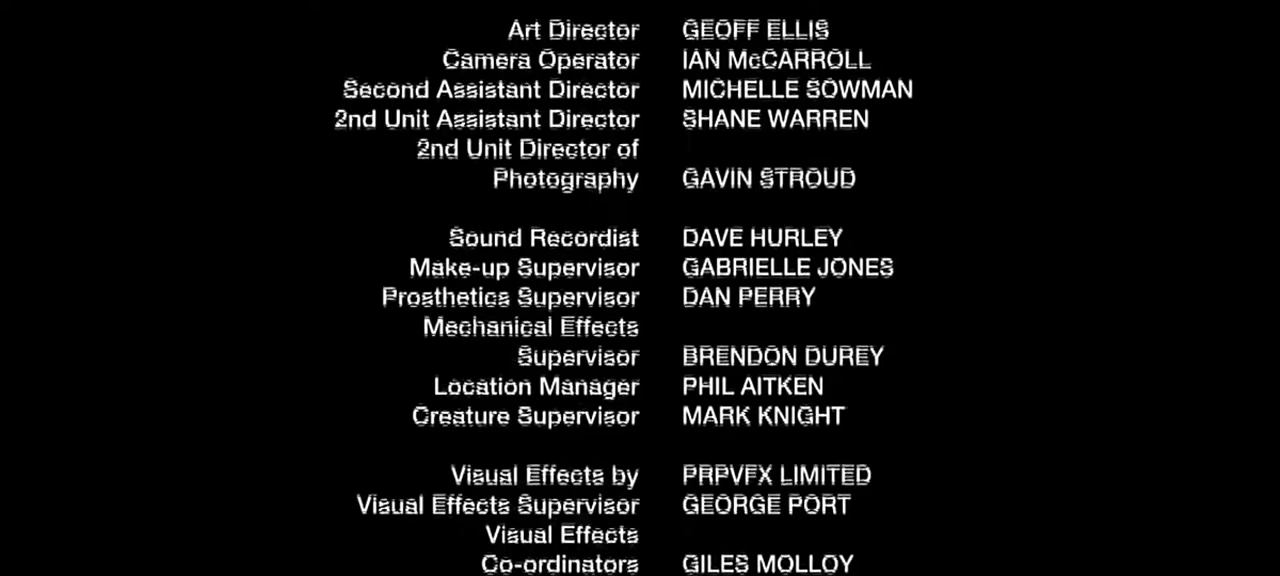 Art Director GEOFF ELLIS
Camera Operator IAN McCARROLL
Second Assistant Director MICHELLE SOWMAN
2nd Unit Assistant Director SHANE WARREN
2nd Unit Director of
Photography GAVIN STROUD
Sound Recordist DAVE HURLEY
Make-up Supervisor GABRIELLE JONES
Prosthetics Supervisor DAN PERRY
Mechanical Effects
Supervisor BRENDON DUREY
Location Manager PHIL AITKEN
Creature Supervisor MARK KNIGHT
Visual Effects by PRPVFX LIMITED
Visual Effects Supervisor GEORGE PORT
Visual Effects
Co-ordinators GILES MOLLOY